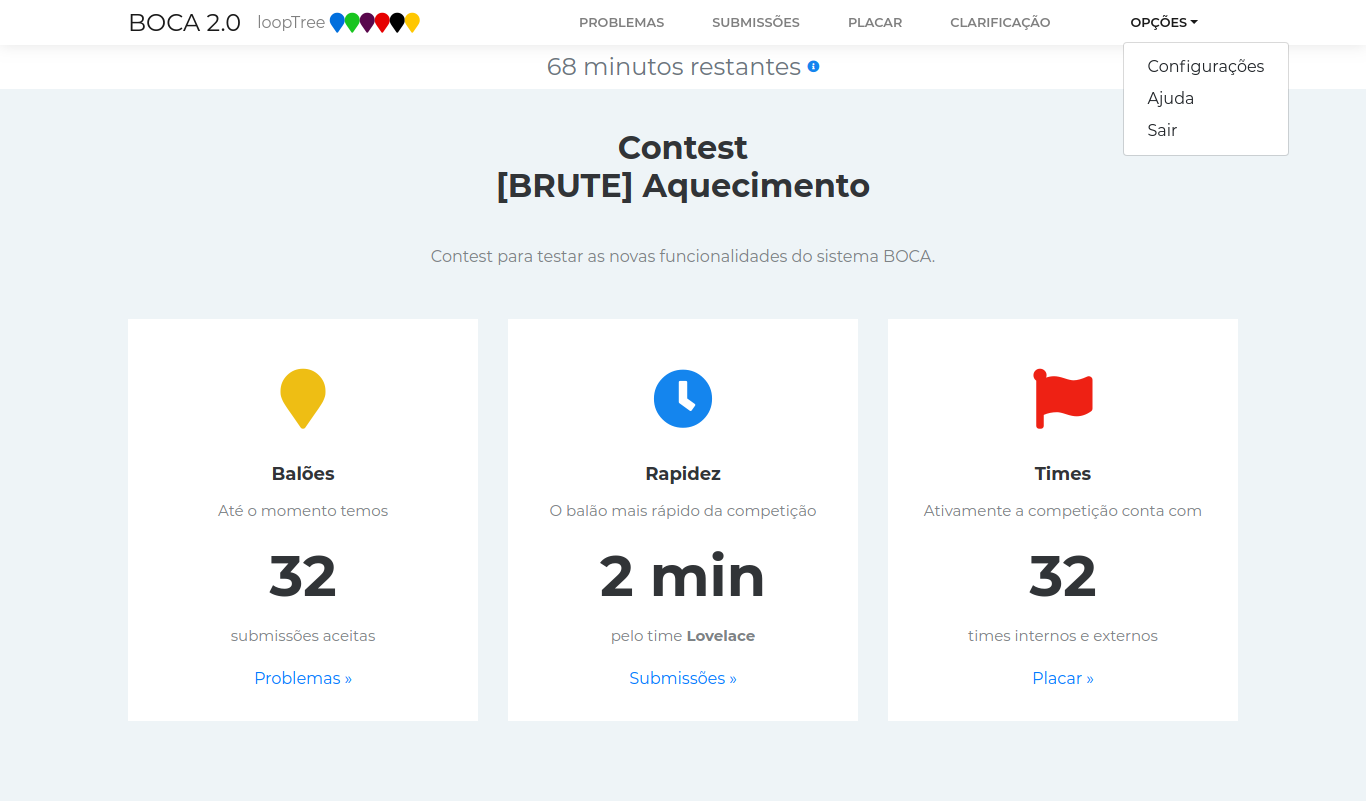 BOCA 2.0 loopTree PROBLEMAS SUBMISSÕES PLACAR CLARIFICAÇÃO OPÇÕES
Configurações
Ajuda
Sair
68 minutos restantes
Contest
[BRUTE] Aquecimento
Contest para testar as novas funcionalidades do sistema BOCA.
Balões
Até o momento temos
32
submissões aceitas
Problemas »
Rapidez
O balão mais rápido da competição
2 min
pelo time Lovelace
Submissões »
Times
Ativamente a competição conta com
32
times internos e externos
Placar »